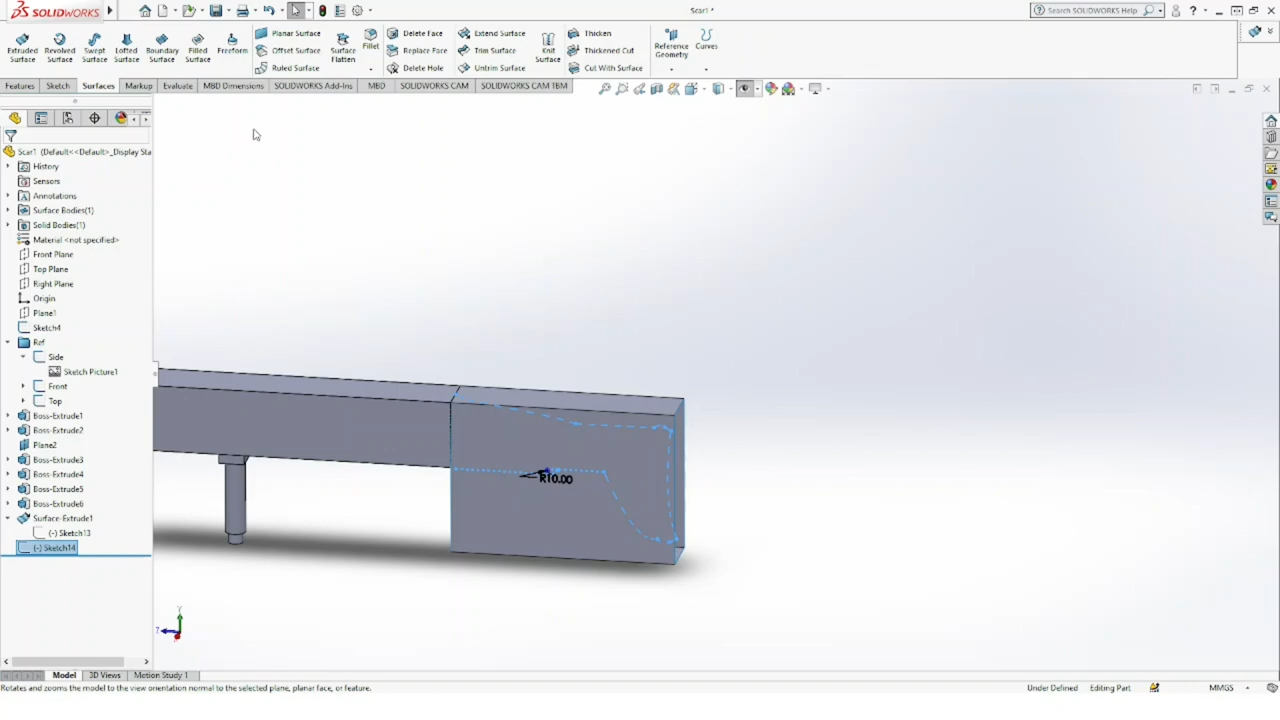 SOLIDWORKS
Scar1 *
Search SOLIDWORKS Help
Extruded Surface
Revolved Surface
Swept Surface
Lofted Surface
Boundary Surface
Filled Surface
Freeform
Planar Surface
Offset Surface
Ruled Surface
Surface Flatten
Fillet
Delete Face
Replace Face
Delete Hole
Extend Surface
Trim Surface
Untrim Surface
Knit Surface
Thicken
Thickened Cut
Cut With Surface
Reference Geometry
Curves
Features
Sketch
Surfaces
Markup
Evaluate
MBD Dimensions
SOLIDWORKS Add-Ins
MBD
SOLIDWORKS CAM
SOLIDWORKS CAM TBM
Scar1 (Default<<Default>_Display Sta
History
Sensors
Annotations
Surface Bodies(1)
Solid Bodies(1)
Material <not specified>
Front Plane
Top Plane
Right Plane
Origin
Plane1
Sketch4
Ref
Side
Sketch Picture1
Front
Top
Boss-Extrude1
Boss-Extrude2
Plane2
Boss-Extrude3
Boss-Extrude4
Boss-Extrude5
Boss-Extrude6
Surface-Extrude1
(-) Sketch13
(-) Sketch14
R10.00
Y
Z
Model
3D Views
Motion Study 1
Rotates and zooms the model to the view orientation normal to the selected plane, planar face, or feature.
Under Defined
Editing Part
MMGS